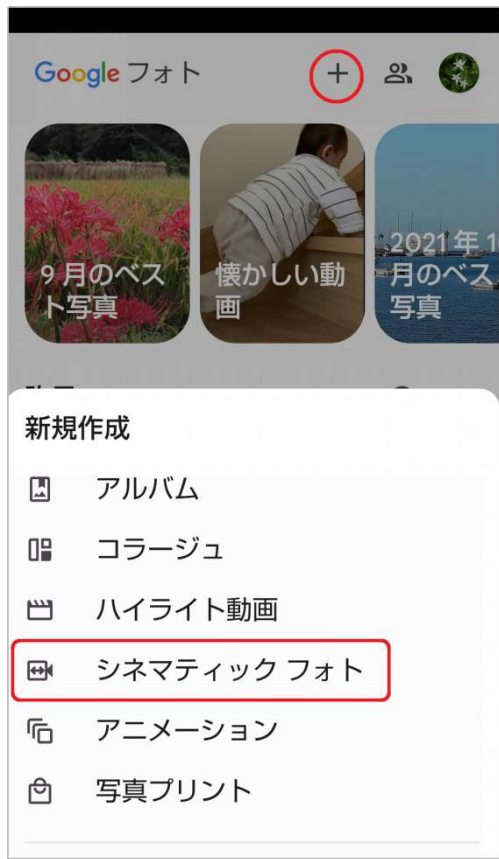 Google フォト
9月のベス
ト写真
懐かしい動
画
2021年1
月のベス
写真
新規作成
アルバム
コラージュ
ハイライト動画
シネマティック フォト
アニメーション
写真プリント